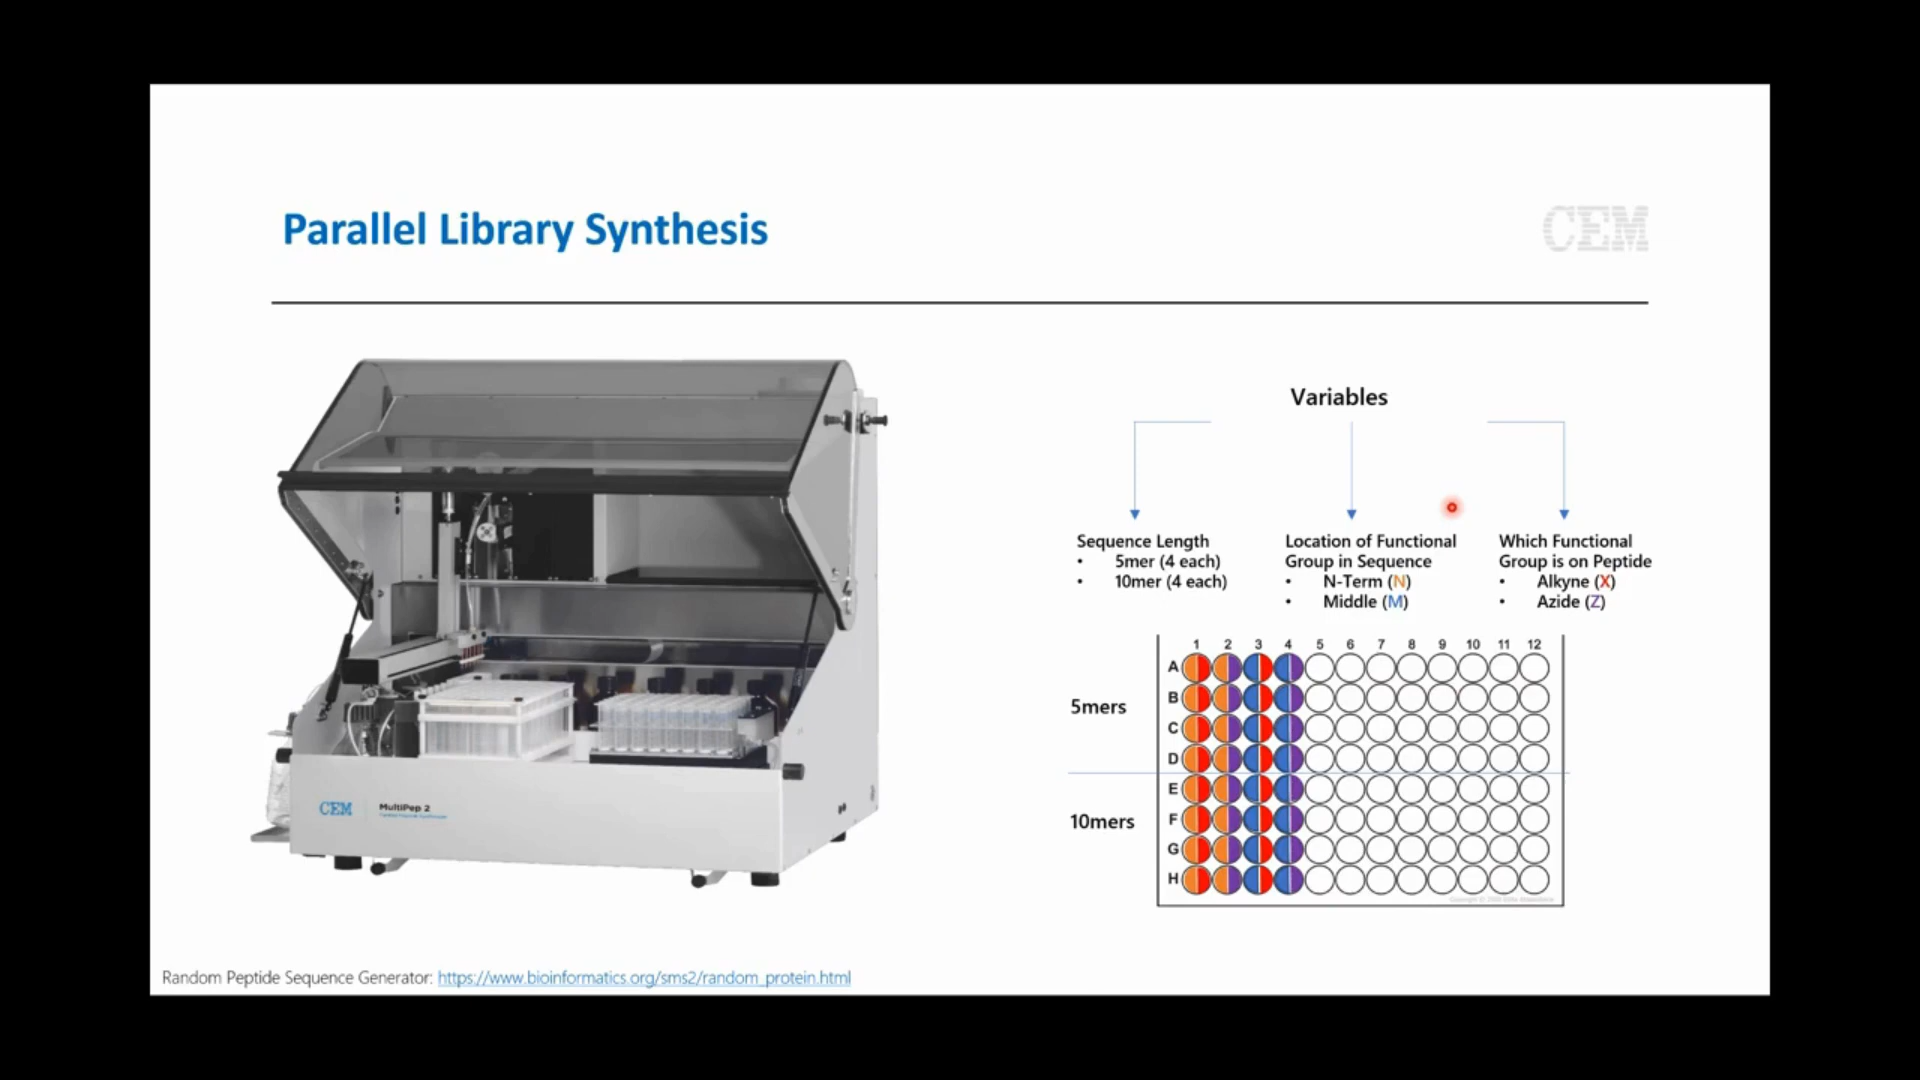 Parallel Library Synthesis
CEM
Variables
Sequence Length
• 5mer (4 each)
• 10mer (4 each)
Location of Functional
Group in Sequence
• N-Term (N)
• Middle (M)
Which Functional
Group is on Peptide
• Alkyne (X)
• Azide (Z)
1 2 3 4 5 6 7 8 9 10 11 12
A
B
5mers
C
D
E
10mers
F
G
H
CEM
MultiPep 2
Random Peptide Sequence Generator: https://www.bioinformatics.org/sms2/random_protein.html